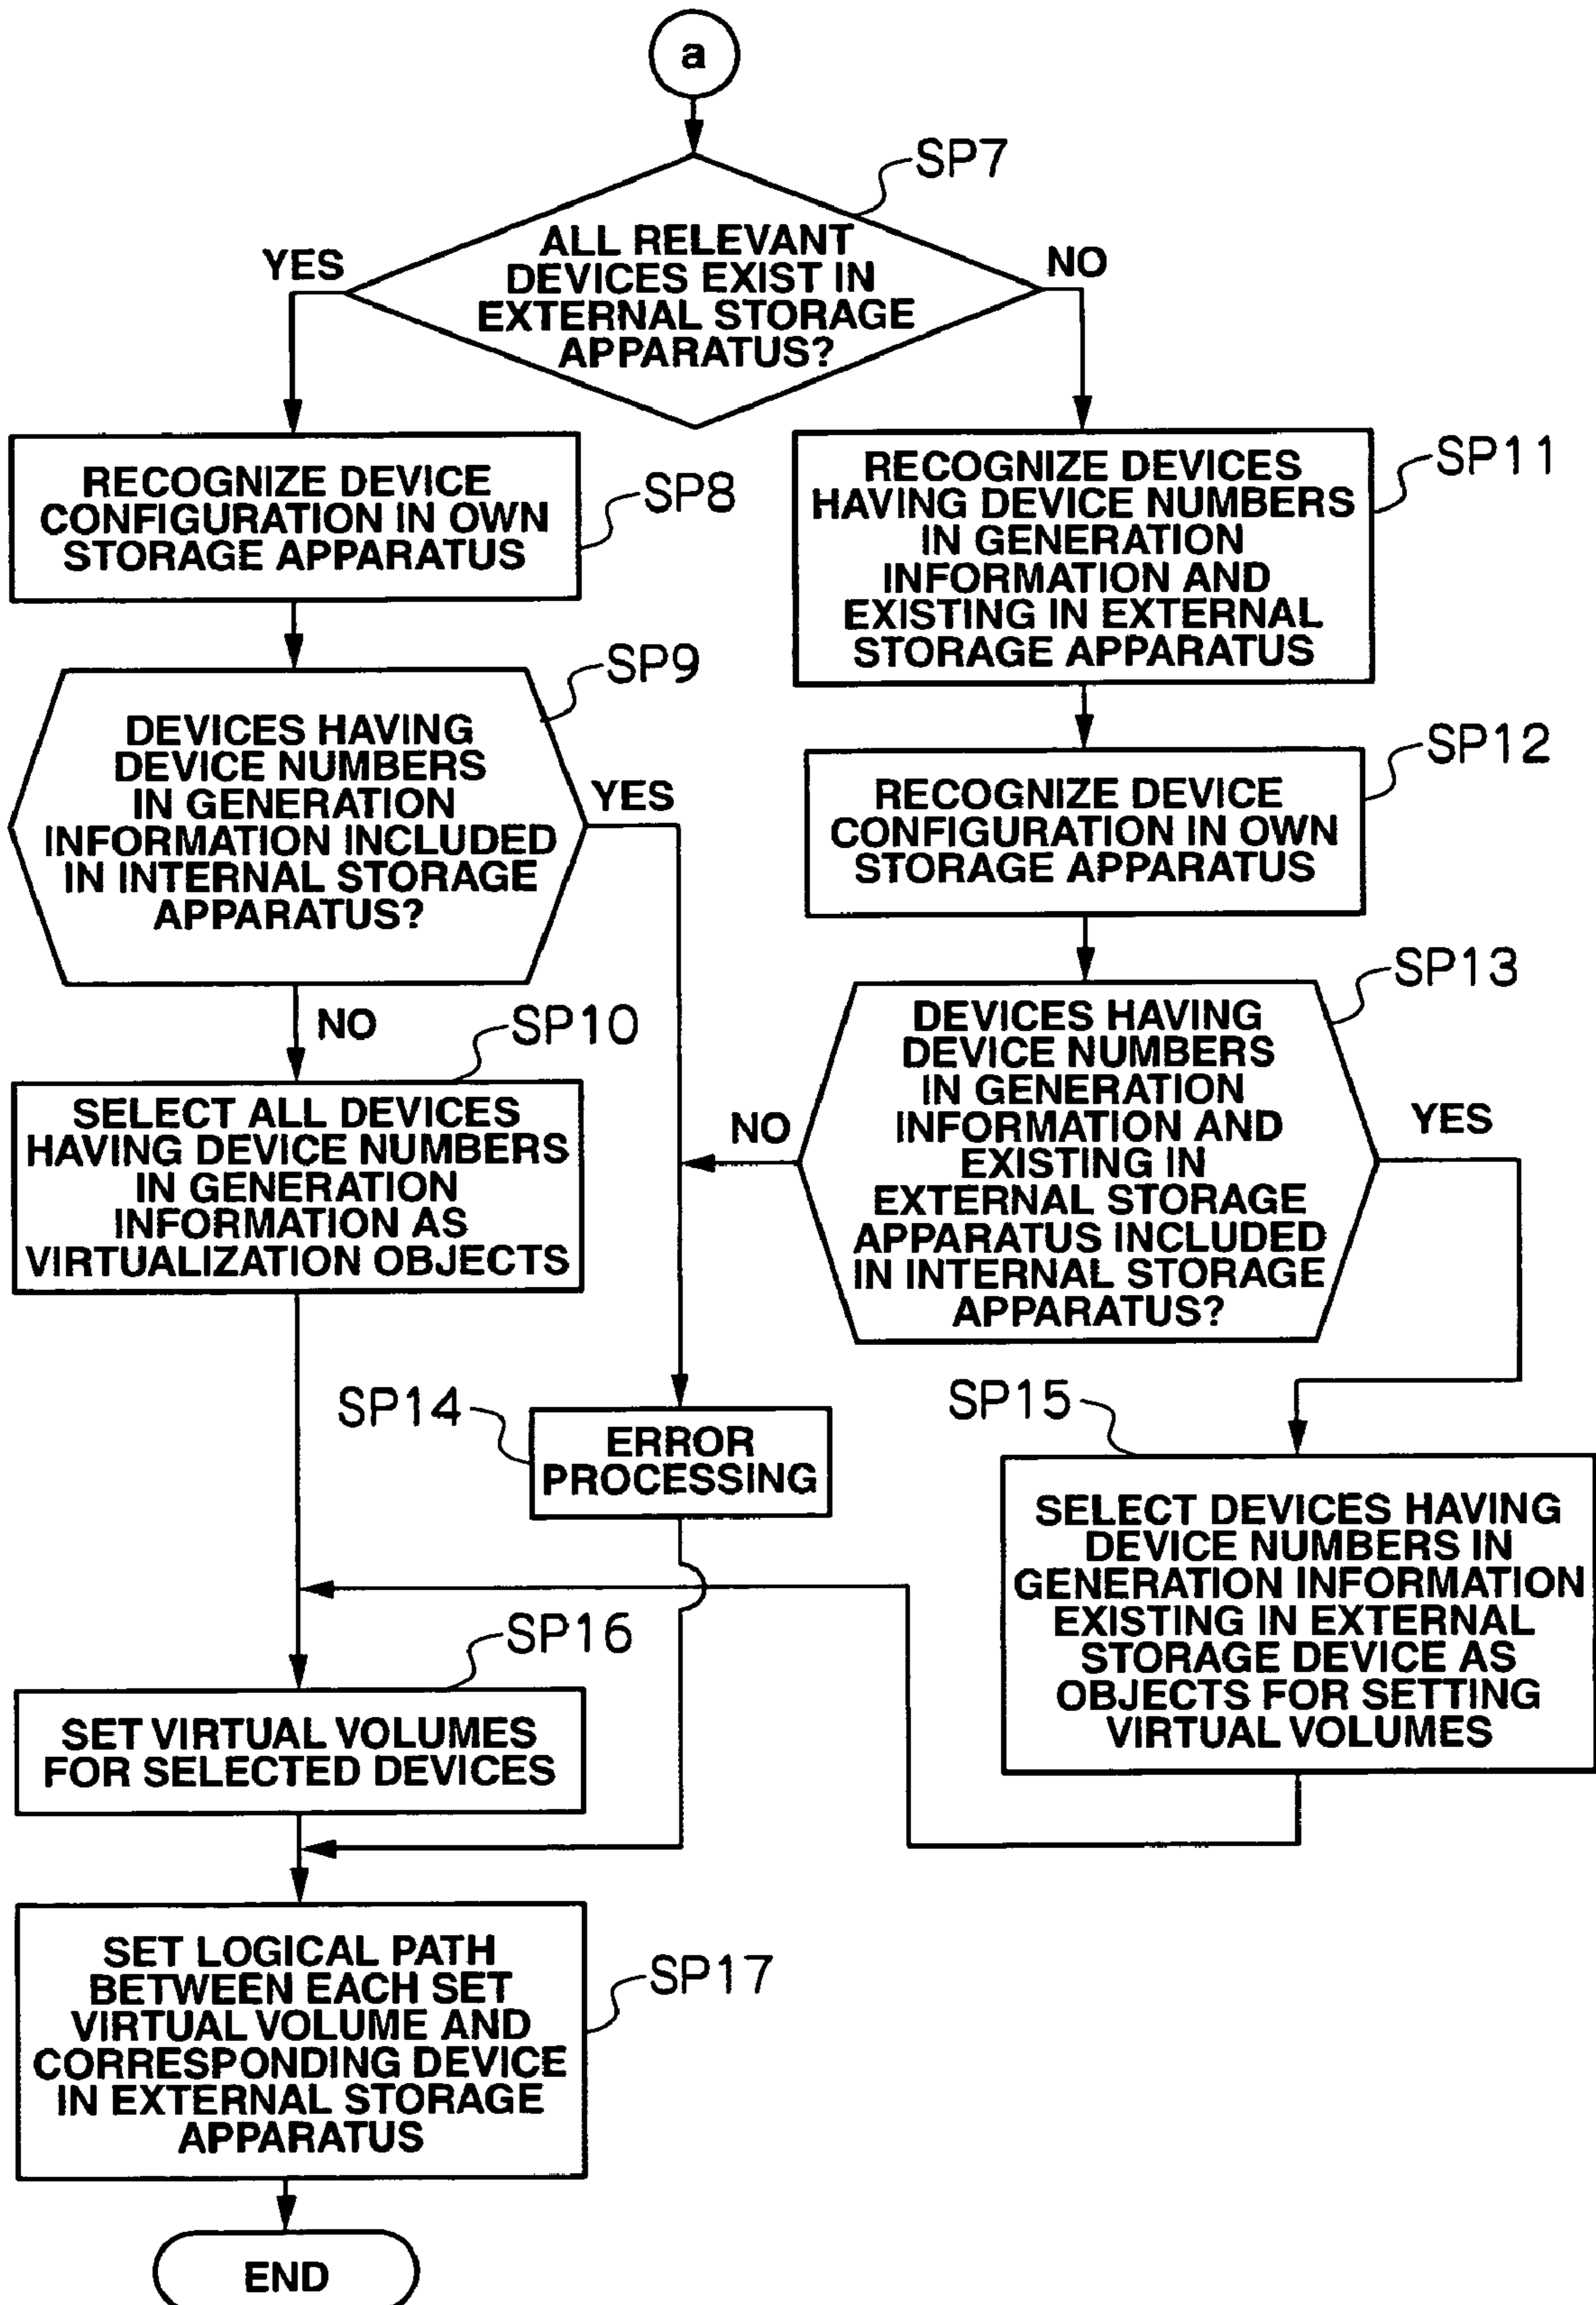 a
SP7
ALL RELEVANT
DEVICES EXIST IN
EXTERNAL STORAGE
APPARATUS?
YES
NO
RECOGNIZE DEVICE
CONFIGURATION IN OWN
STORAGE APPARATUS
SP8
RECOGNIZE DEVICES
HAVING DEVICE NUMBERS
IN GENERATION
INFORMATION AND
EXISTING IN EXTERNAL
STORAGE APPARATUS
SP11
SP9
DEVICES HAVING
DEVICE NUMBERS
IN GENERATION
INFORMATION INCLUDED
IN INTERNAL STORAGE
APPARATUS?
YES
NO
SP12
RECOGNIZE DEVICE
CONFIGURATION IN OWN
STORAGE APPARATUS
SP13
DEVICES HAVING
DEVICE NUMBERS
IN GENERATION
INFORMATION AND
EXISTING IN
EXTERNAL STORAGE
APPARATUS INCLUDED
IN INTERNAL STORAGE
APPARATUS?
NO
YES
SP10
SELECT ALL DEVICES
HAVING DEVICE NUMBERS
IN GENERATION
INFORMATION AS
VIRTUALIZATION OBJECTS
SP14
ERROR
PROCESSING
SP15
SELECT DEVICES HAVING
DEVICE NUMBERS IN
GENERATION INFORMATION
EXISTING IN EXTERNAL
STORAGE DEVICE AS
OBJECTS FOR SETTING
VIRTUAL VOLUMES
SP16
SET VIRTUAL VOLUMES
FOR SELECTED DEVICES
SET LOGICAL PATH
BETWEEN EACH SET
VIRTUAL VOLUME AND
CORRESPONDING DEVICE
IN EXTERNAL STORAGE
APPARATUS
SP17
END